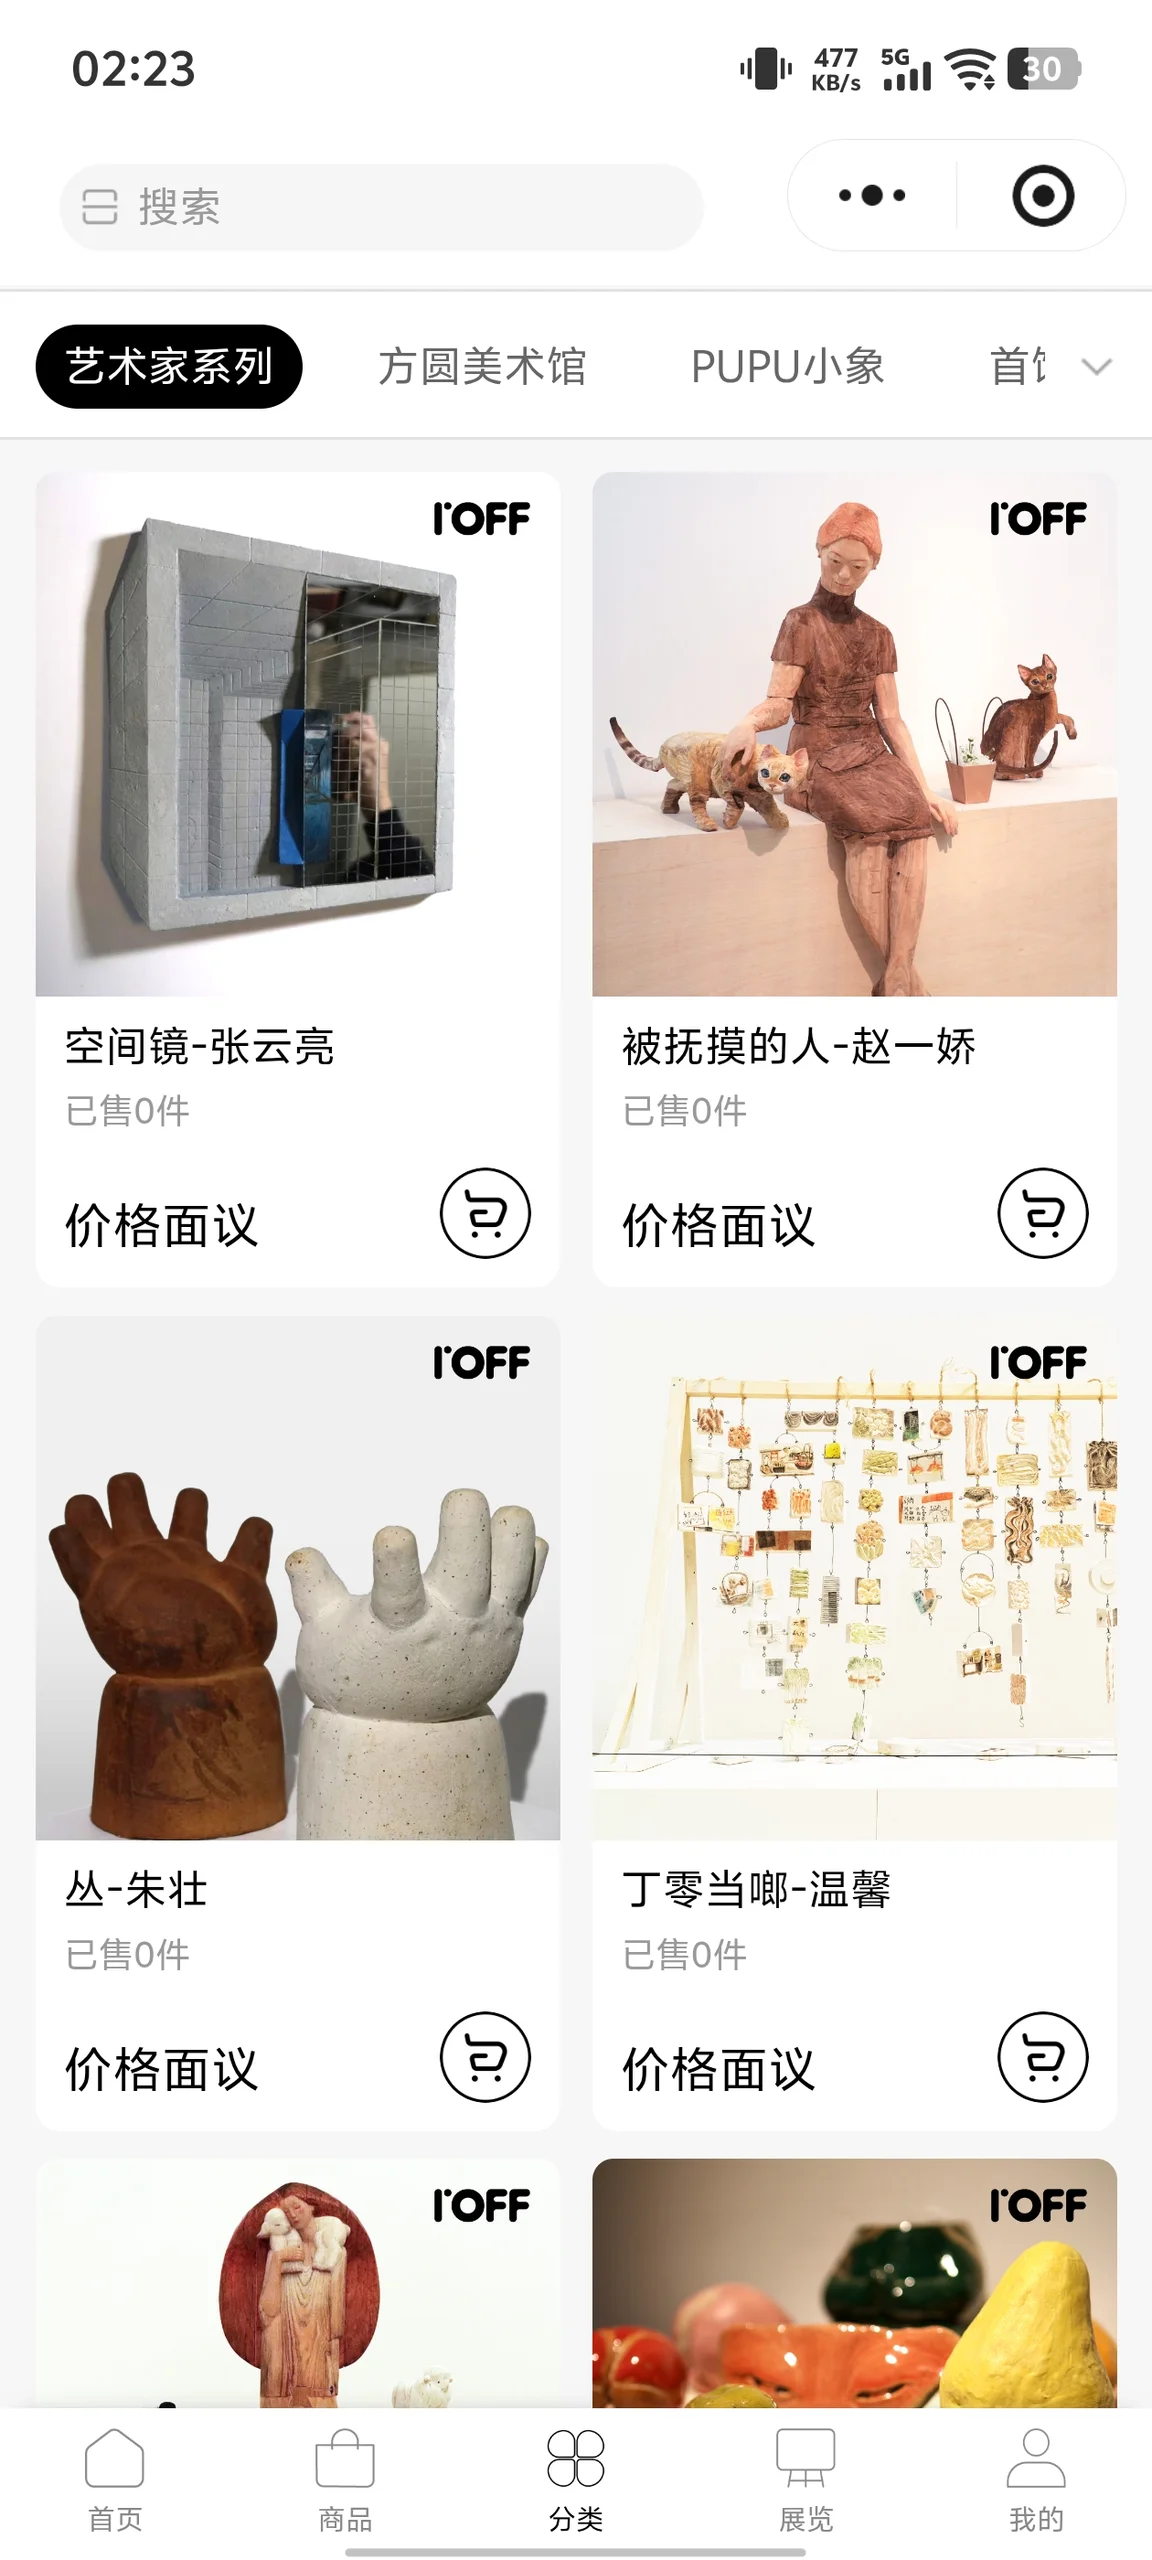 02:23
477 KB/s 5G 30
搜索
艺术家系列 方圆美术馆 PUPU小象 首
I'OFF I'OFF
空间镜-张云亮 被抚摸的人-赵一娇
已售0件 已售0件
价格面议 价格面议
I'OFF I'OFF
丛-朱壮 丁零当啷-温馨
已售0件 已售0件
价格面议 价格面议
I'OFF I'OFF
首页 商品 分类 展览 我的